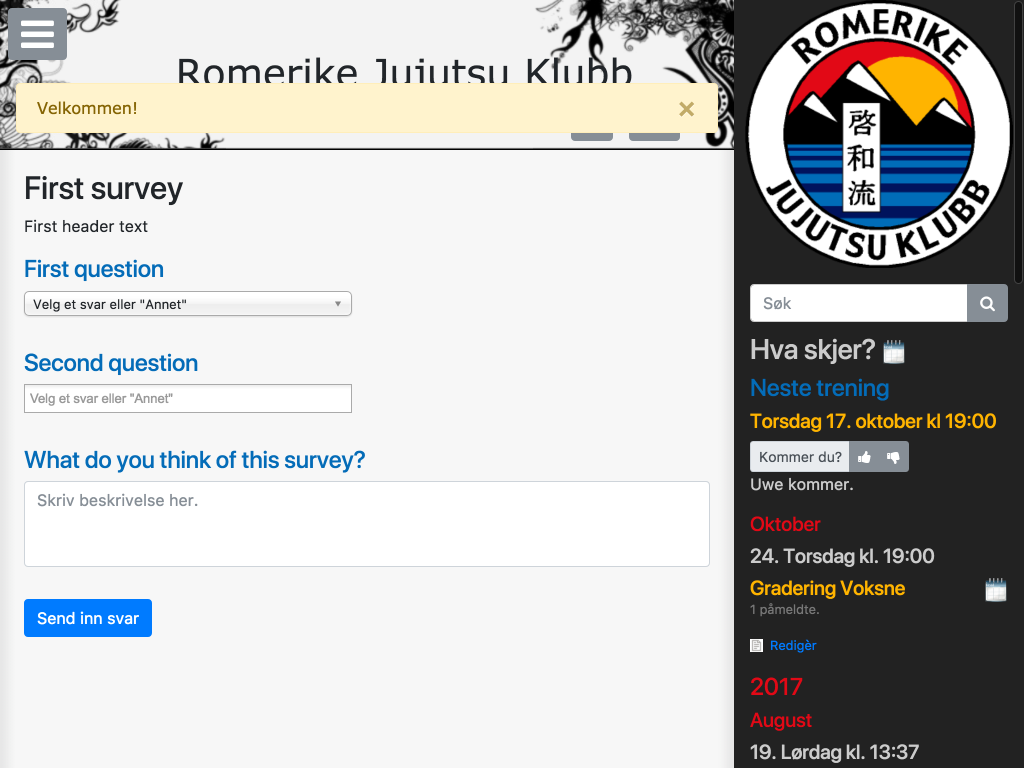 Romerike Jujutsu Klubb
Velkommen!
×
First survey
First header text
First question
Velg et svar eller "Annet"
Second question
Velg et svar eller "Annet"
What do you think of this survey?
Skriv beskrivelse her.
Send inn svar
ROMERIKE
啓和流
JUJUTSU KLUBB
Søk
Hva skjer?
Neste trening
Torsdag 17. oktober kl 19:00
Kommer du?
Uwe kommer.
Oktober
24. Torsdag kl. 19:00
Gradering Voksne
1 påmeldte.
Redigèr
2017
August
19. Lørdag kl. 13:37